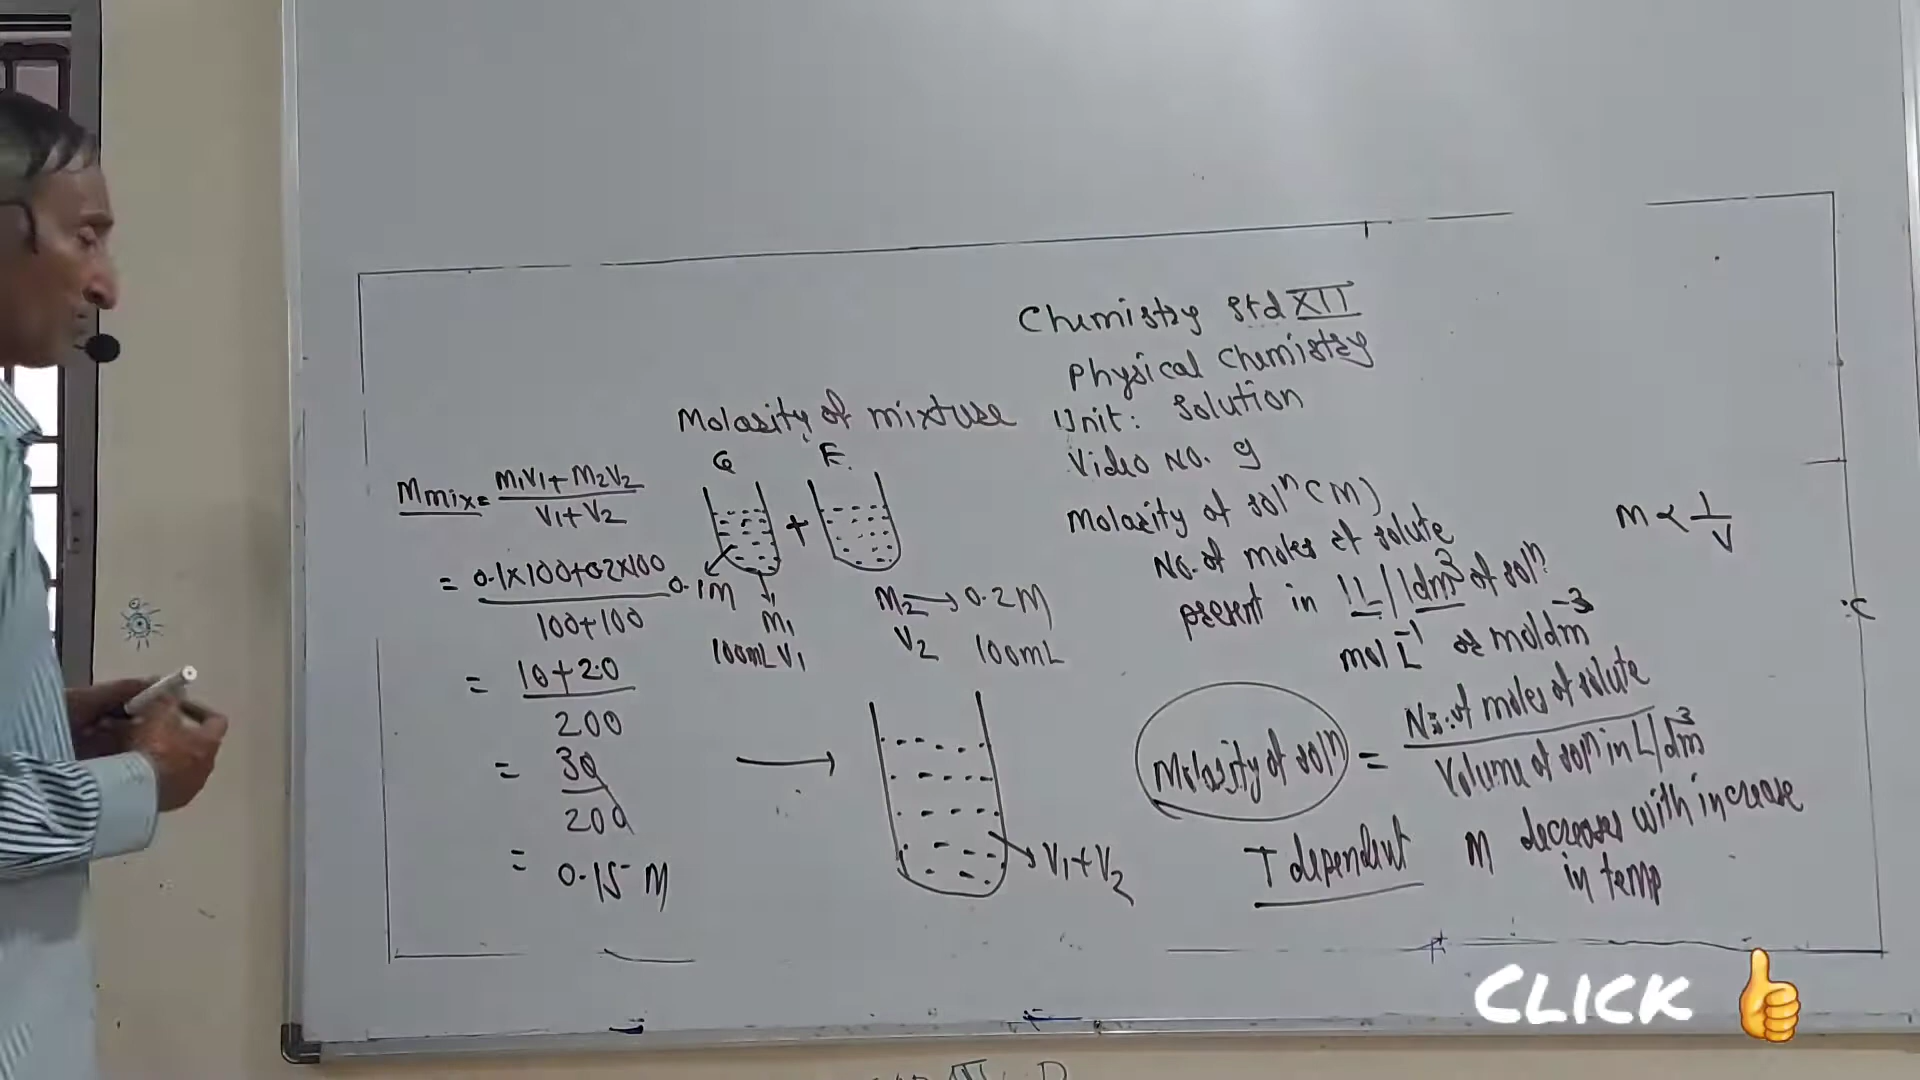 Chemistry Std XII
Physical Chemistry
Unit: Solution
Video No. 9
Molarity of solⁿ (M)
No. of moles of solute
present in 1L/1dm³ of solⁿ
mol L⁻¹ or mol dm⁻³
Molarity of solⁿ = No. of moles of solute
Volume of solⁿ in L/dm³
T dependent M decreases with increase
in temp
M ∝ 1
V
°C
Molarity of mixture
M mix = M₁V₁ + M₂V₂
V₁ + V₂
= 0.1x100+0.2x100
100+100
= 10+20
200
= 30
200
= 0.15 M
+
0.1M
M₁
100mL V₁
M₂ → 0.2M
V₂ 100mL
V₁+V₂
CLICK